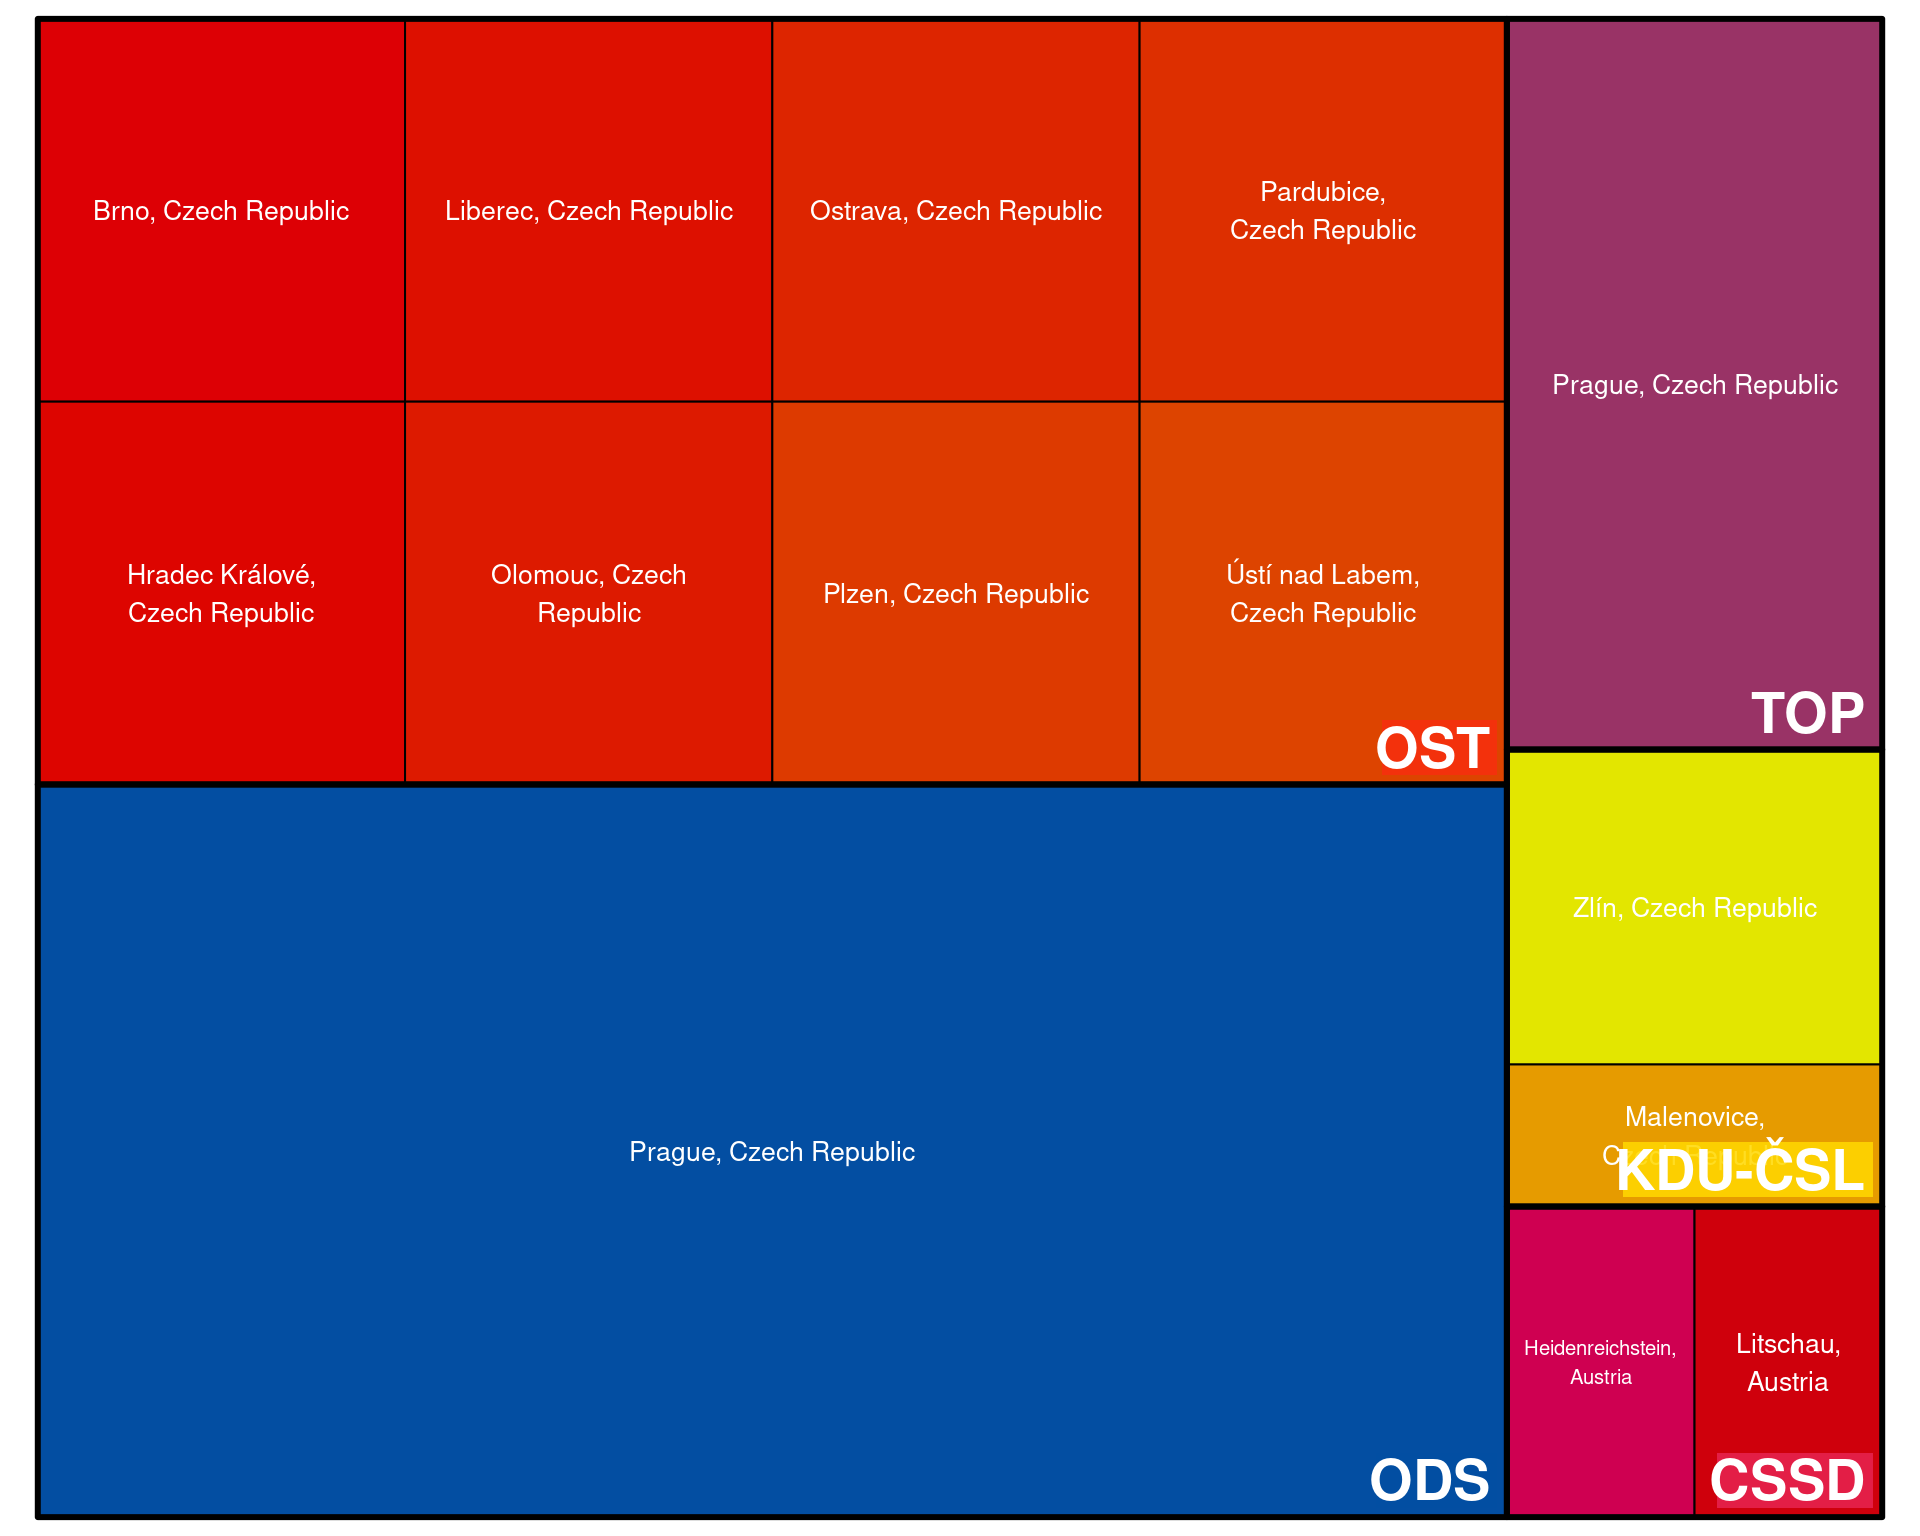 Brno, Czech Republic
Liberec, Czech Republic
Ostrava, Czech Republic
Pardubice,
Czech Republic
Hradec Králové,
Czech Republic
Olomouc, Czech
Republic
Plzen, Czech Republic
Ústí nad Labem,
Czech Republic
OST
Prague, Czech Republic
ODS
Prague, Czech Republic
TOP
Zlín, Czech Republic
Malenovice,
Czech Republic
KDU-ČSL
Heidenreichstein,
Austria
Litschau,
Austria
CSSD